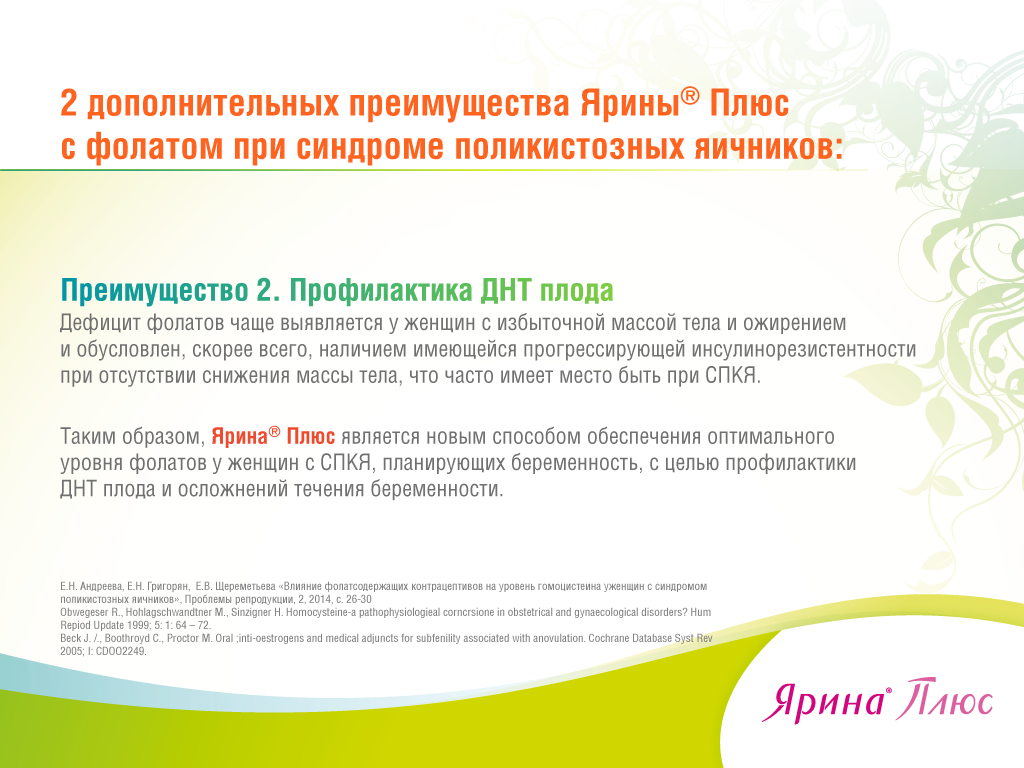 2 дополнительных преимущества Ярины® Плюс
с фолатом при синдроме поликистозных яичников:
Преимущество 2. Профилактика ДНТ плода
Дефицит фолатов чаще выявляется у женщин с избыточной массой тела и ожирением
и обусловлен, скорее всего, наличием имеющейся прогрессирующей инсулинорезистентности
при отсутствии снижения массы тела, что часто имеет место быть при СПКЯ.
Таким образом, Ярина® Плюс является новым способом обеспечения оптимального
уровня фолатов у женщин с СПКЯ, планирующих беременность, с целью профилактики
ДНТ плода и осложнений течения беременности.
Е.Н. Андреева, Е.Н. Григорян, Е.В. Щереметьева «Влияние фолатсодержащих контрацептивов на уровень гомоцистеина уженщин с синдромом
поликистозных яичников», Проблемы репродукции, 2, 2014, с. 26-30
Obwegeser R., Hohlagschwandtner M., Sinzigner H. Homocysteine-a pathophysiologieal corncrsione in obstetrical and gynaecological disorders? Hum
Repiod Update 1999; 5: 1: 64 – 72.
Beck J. /., Boothroyd C., Proctor M. Oral ;inti-oestrogens and medical adjuncts for subfenility associated with anovulation. Cochrane Database Syst Rev
2005; I: CDOO2249.
Ярина® Плюс